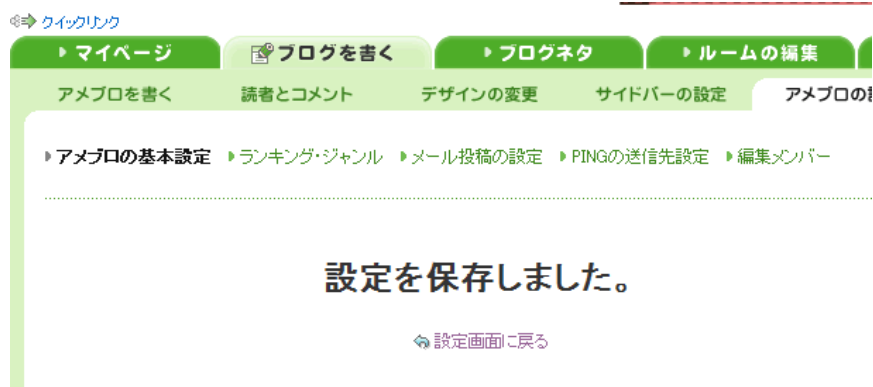 クイックリンク
マイページ ブログを書く ブログネタ ルームの編集
アメブロを書く 読者とコメント デザインの変更 サイドバーの設定 アメブロの
アメブロの基本設定 ランキング・ジャンル メール投稿の設定 PINGの送信先設定 編集メンバー
設定を保存しました。
設定画面に戻る